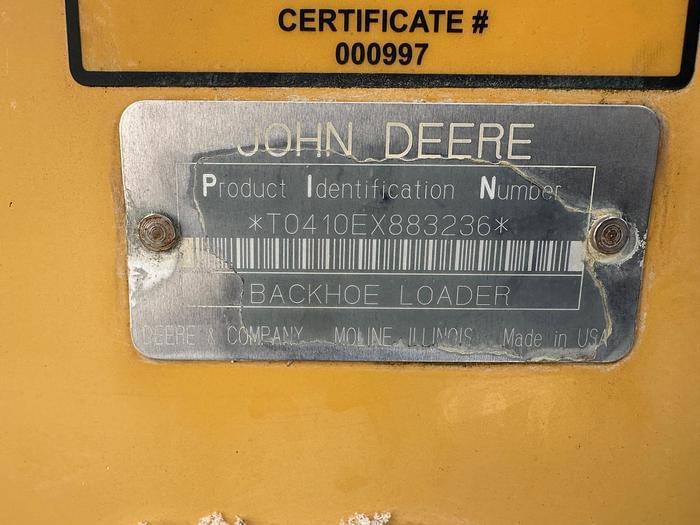 CERTIFICATE #
000997
JOHN DEERE
Product Identification Number
*T0410EX883236*
BACKHOE LOADER
DEERE & COMPANY MOLINE, ILLINOIS Made in USA